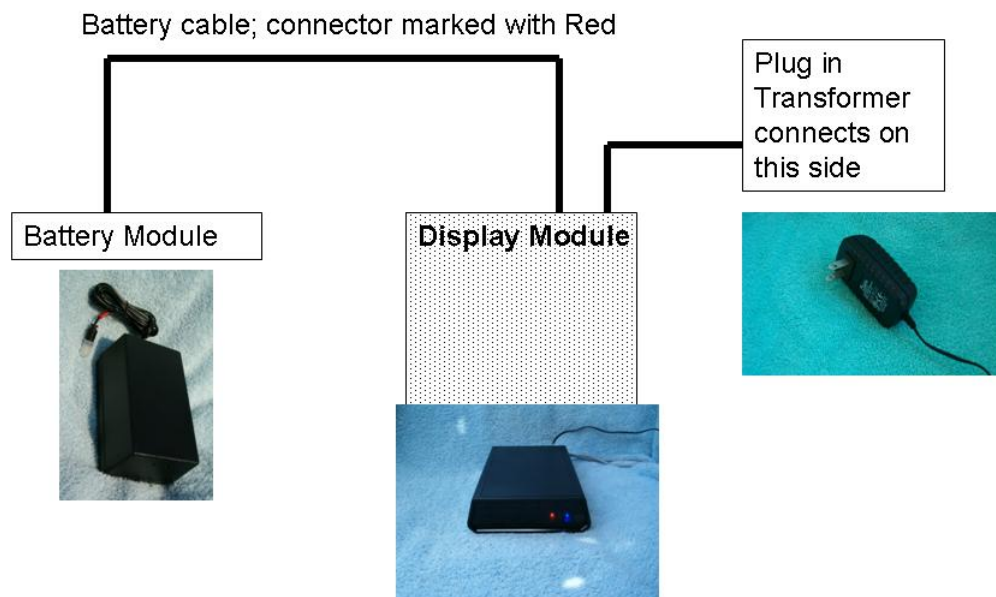 Battery cable; connector marked with Red
Plug in
Transformer
connects on
this side
Battery Module
Display Module